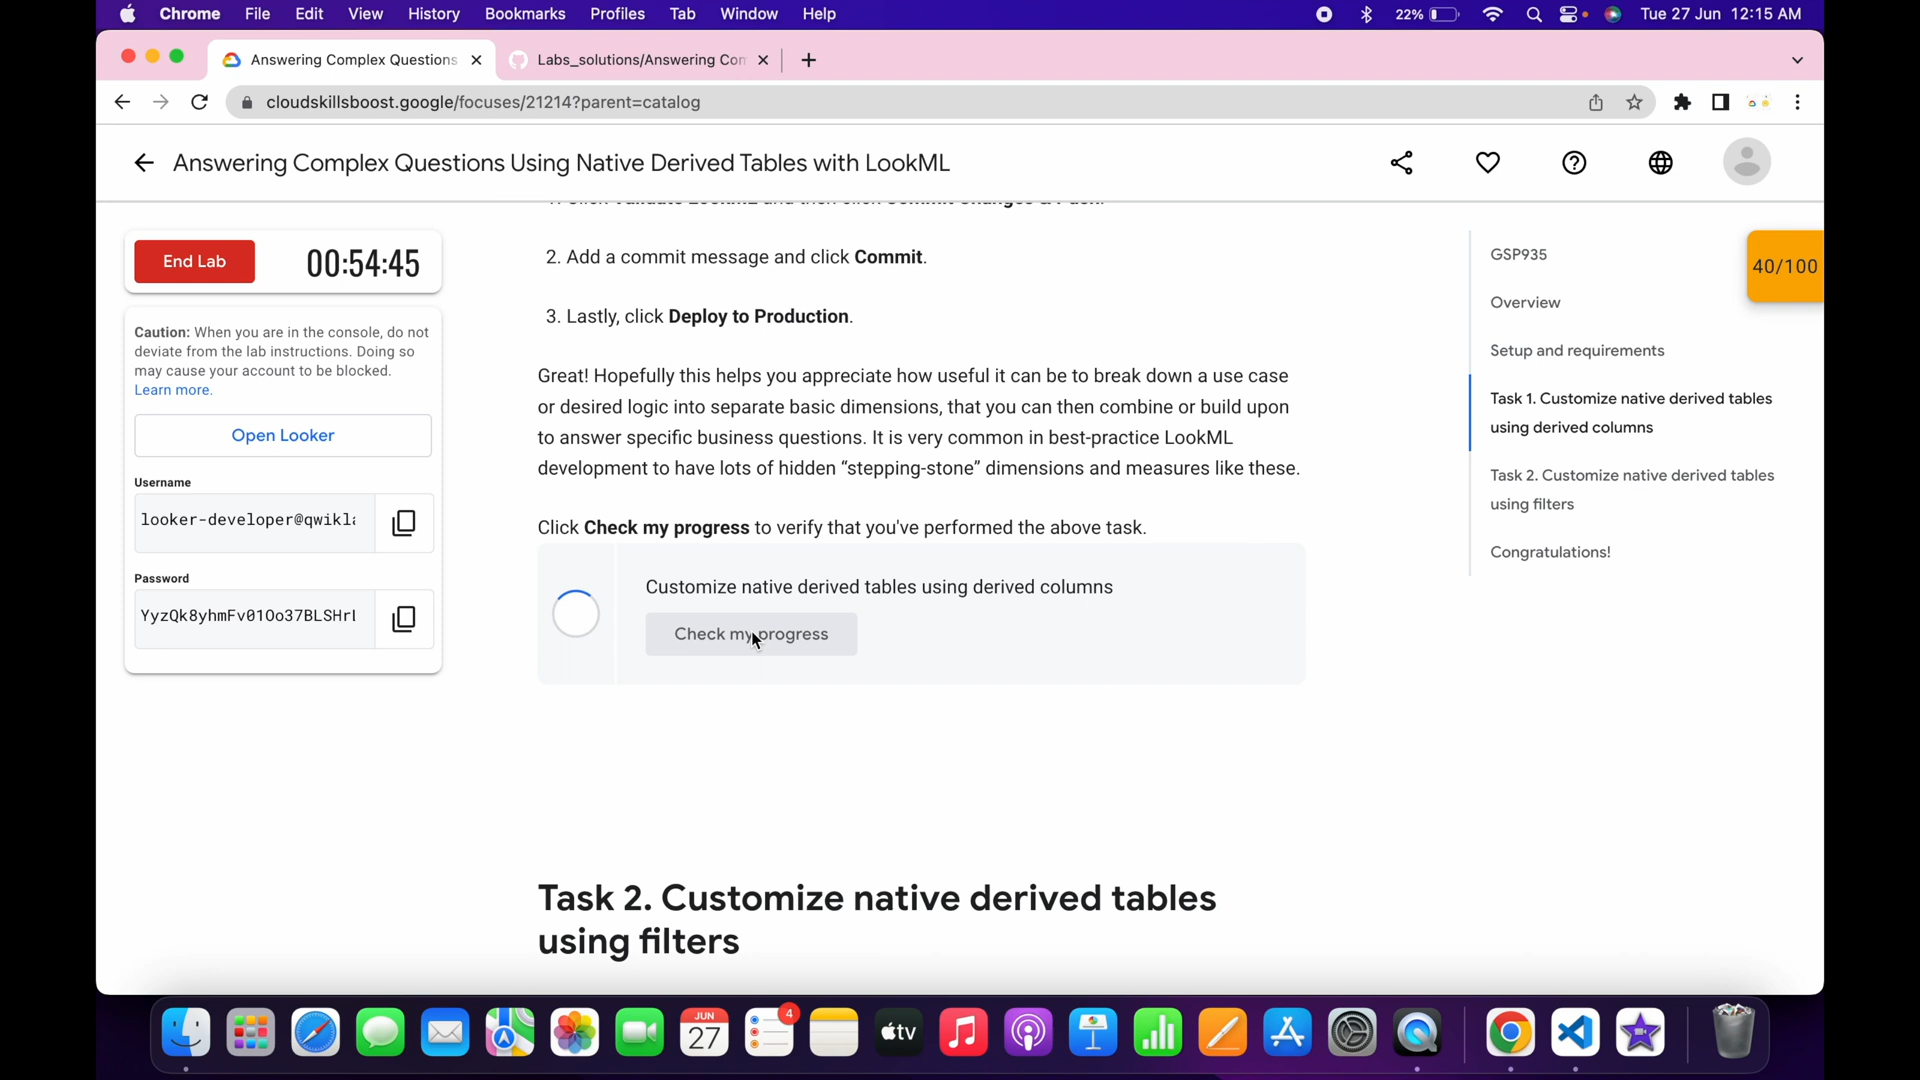 Chrome File Edit View History Bookmarks Profiles Tab Window Help 22% Tue 27 Jun 12:15 AM
Answering Complex Questions Labs_solutions/Answering Com
cloudskillsboost.google/focuses/21214?parent=catalog
Answering Complex Questions Using Native Derived Tables with LookML
End Lab 00:54:45
Caution: When you are in the console, do not
deviate from the lab instructions. Doing so
may cause your account to be blocked.
Learn more.
Open Looker
Username
looker-developer@qwikla
Password
YyzQk8yhmFv01Oo37BLSHrL
2. Add a commit message and click Commit.
3. Lastly, click Deploy to Production.
Great! Hopefully this helps you appreciate how useful it can be to break down a use case
or desired logic into separate basic dimensions, that you can then combine or build upon
to answer specific business questions. It is very common in best-practice LookML
development to have lots of hidden “stepping-stone” dimensions and measures like these.
Click Check my progress to verify that you've performed the above task.
Customize native derived tables using derived columns
Check my progress
Task 2. Customize native derived tables
using filters
GSP935
Overview
Setup and requirements
Task 1. Customize native derived tables
using derived columns
Task 2. Customize native derived tables
using filters
Congratulations!
40/100
4
JUN
27
tv